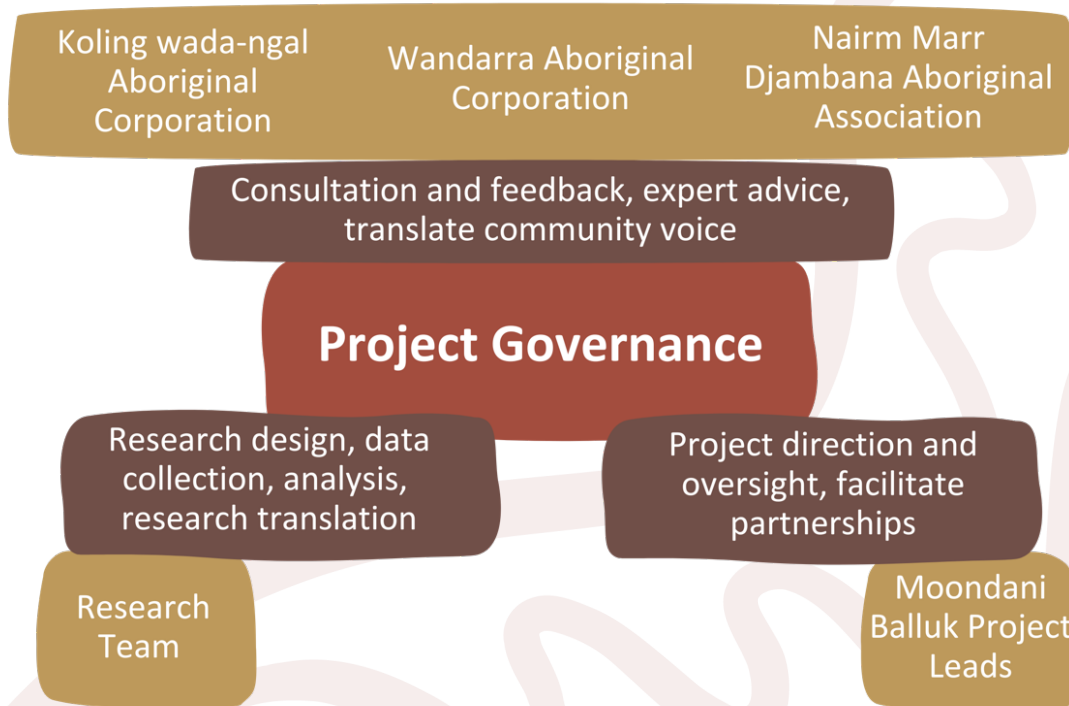 Koling wada-ngal
Aboriginal
Corporation
Wandarra Aboriginal
Corporation
Nairm Marr
Djambana Aboriginal
Association
Consultation and feedback, expert advice,
translate community voice
Project Governance
Research design, data
collection, analysis,
research translation
Project direction and
oversight, facilitate
partnerships
Research
Team
Moondani
Balluk Project
Leads